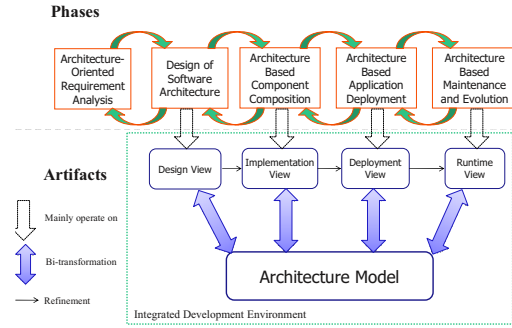 Phases
Architecture-
Oriented
Requirement
Analysis
Design of
Software
Architecture
Architecture
Based
Component
Composition
Architecture
Based
Application
Deployment
Architecture
Based
Maintenance
and Evolution
Artifacts
Design View
Implementation
View
Deployment
View
Runtime
View
Mainly operate on
Bi-transformation
Refinement
Architecture Model
Integrated Development Environment